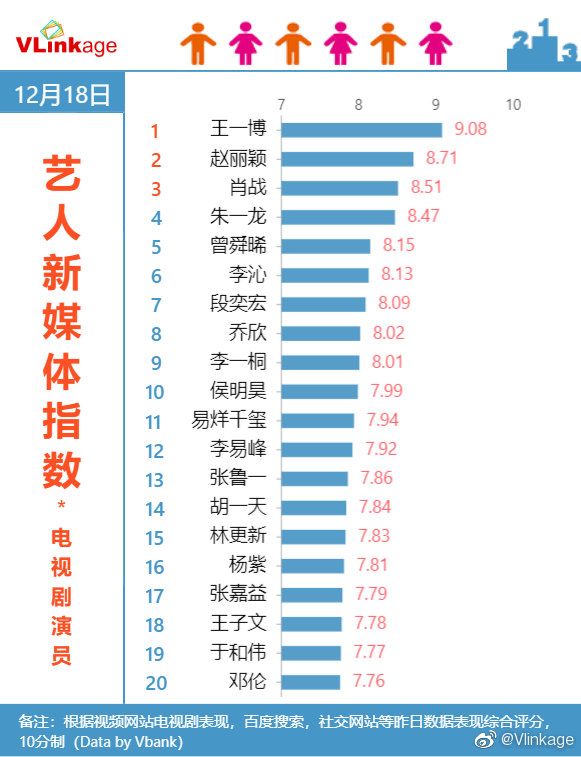 VLinkage
1
2
3
12月18日
艺人新媒体指数
*
电视剧演员
7 8 9 10
1 王一博 9.08
2 赵丽颖 8.71
3 肖战 8.51
4 朱一龙 8.47
5 曾舜晞 8.15
6 李沁 8.13
7 段奕宏 8.09
8 乔欣 8.02
9 李一桐 8.01
10 侯明昊 7.99
11 易烊千玺 7.94
12 李易峰 7.92
13 张鲁一 7.86
14 胡一天 7.84
15 林更新 7.83
16 杨紫 7.81
17 张嘉益 7.79
18 王子文 7.78
19 于和伟 7.77
20 邓伦 7.76
备注：根据视频网站电视剧表现，百度搜索，社交网站等昨日数据表现综合评分，
10分制（Data by Vbank）
@Vlinkage